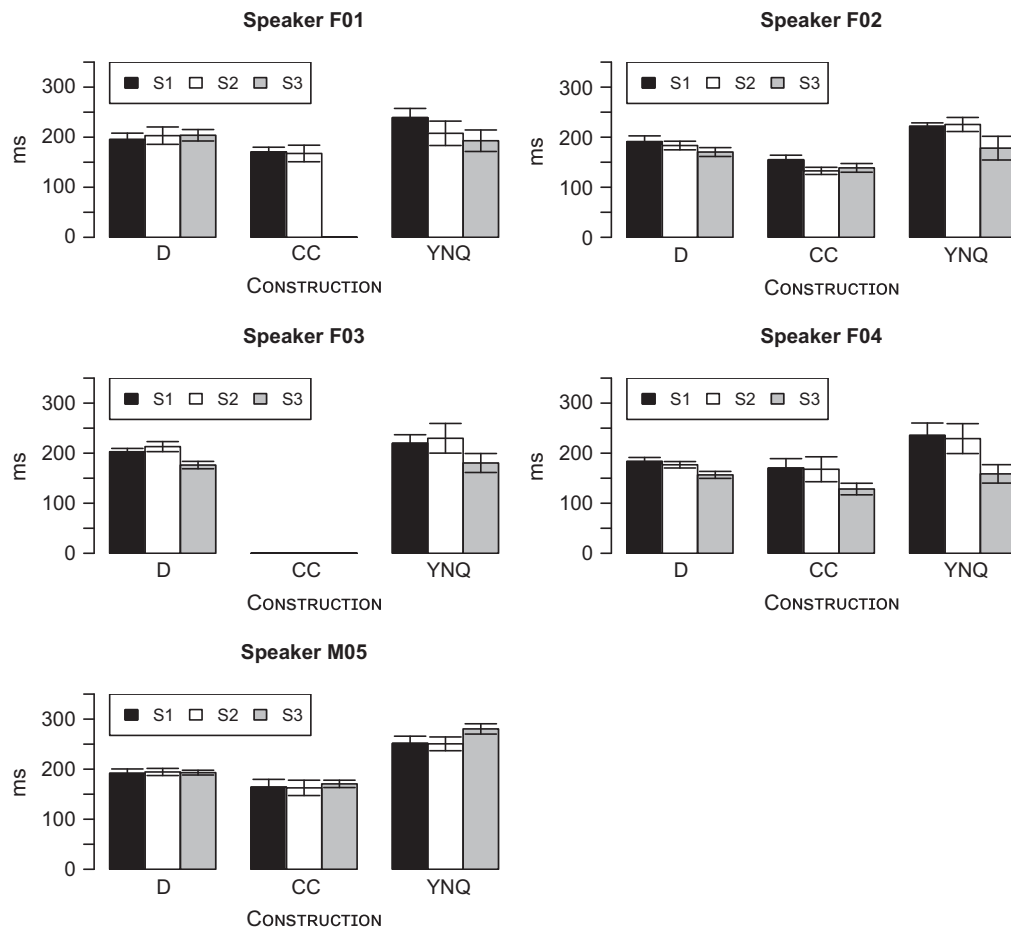 Speaker F01
300
200
100
0
ms
S1 S2 S3
D CC YNQ
CONSTRUCTION
Speaker F02
300
200
100
0
ms
S1 S2 S3
D CC YNQ
CONSTRUCTION
Speaker F03
300
200
100
0
ms
S1 S2 S3
D CC YNQ
CONSTRUCTION
Speaker F04
300
200
100
0
ms
S1 S2 S3
D CC YNQ
CONSTRUCTION
Speaker M05
300
200
100
0
ms
S1 S2 S3
D CC YNQ
CONSTRUCTION